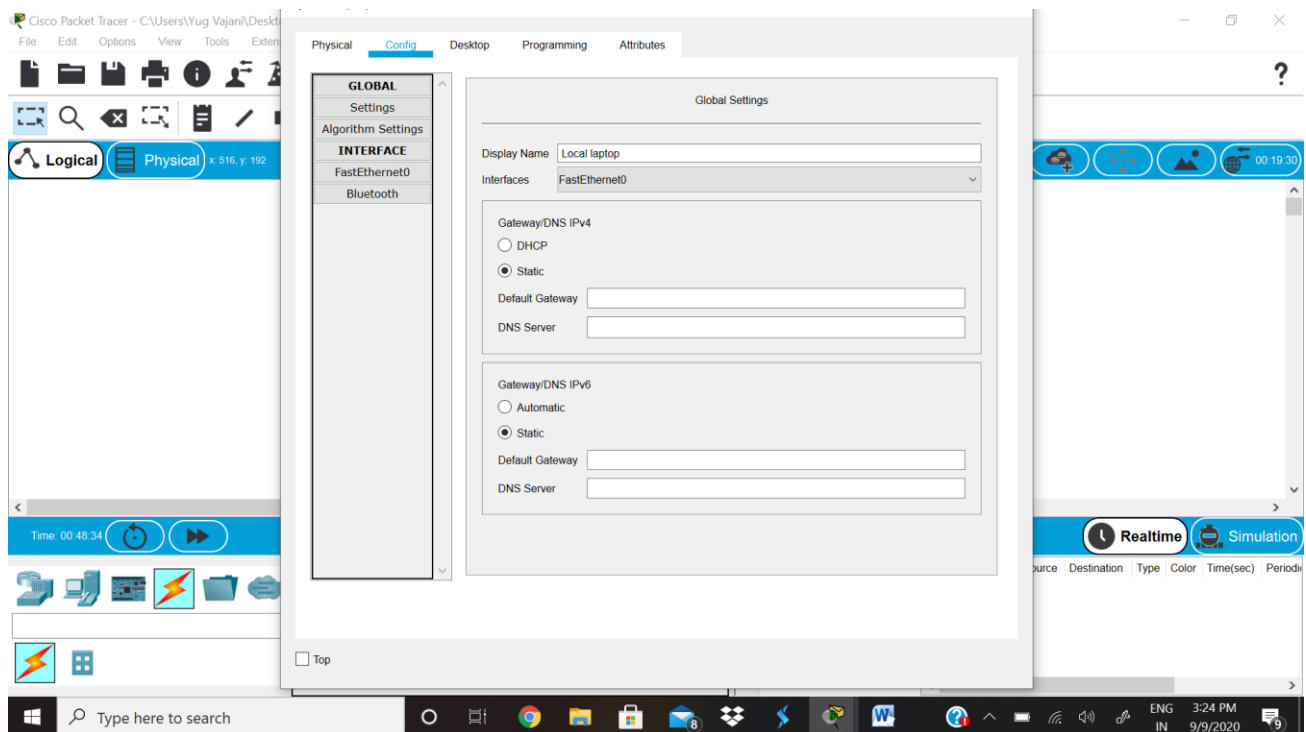 Cisco Packet Tracer - C:\Users\Yug Vajani\Deskt
File Edit Options View Tools Exten
Logical Physical x: 516, y: 192
00:19:30
Physical Config Desktop Programming Attributes
GLOBAL
Settings
Algorithm Settings
INTERFACE
FastEthernet0
Bluetooth
Global Settings
Display Name Local laptop
Interfaces FastEthernet0
Gateway/DNS IPv4
DHCP
Static
Default Gateway
DNS Server
Gateway/DNS IPv6
Automatic
Static
Default Gateway
DNS Server
Top
Time: 00:48:34
Realtime Simulation
ource Destination Type Color Time(sec) Periodi
Type here to search
8
W
ENG
IN
3:24 PM
9/9/2020
9